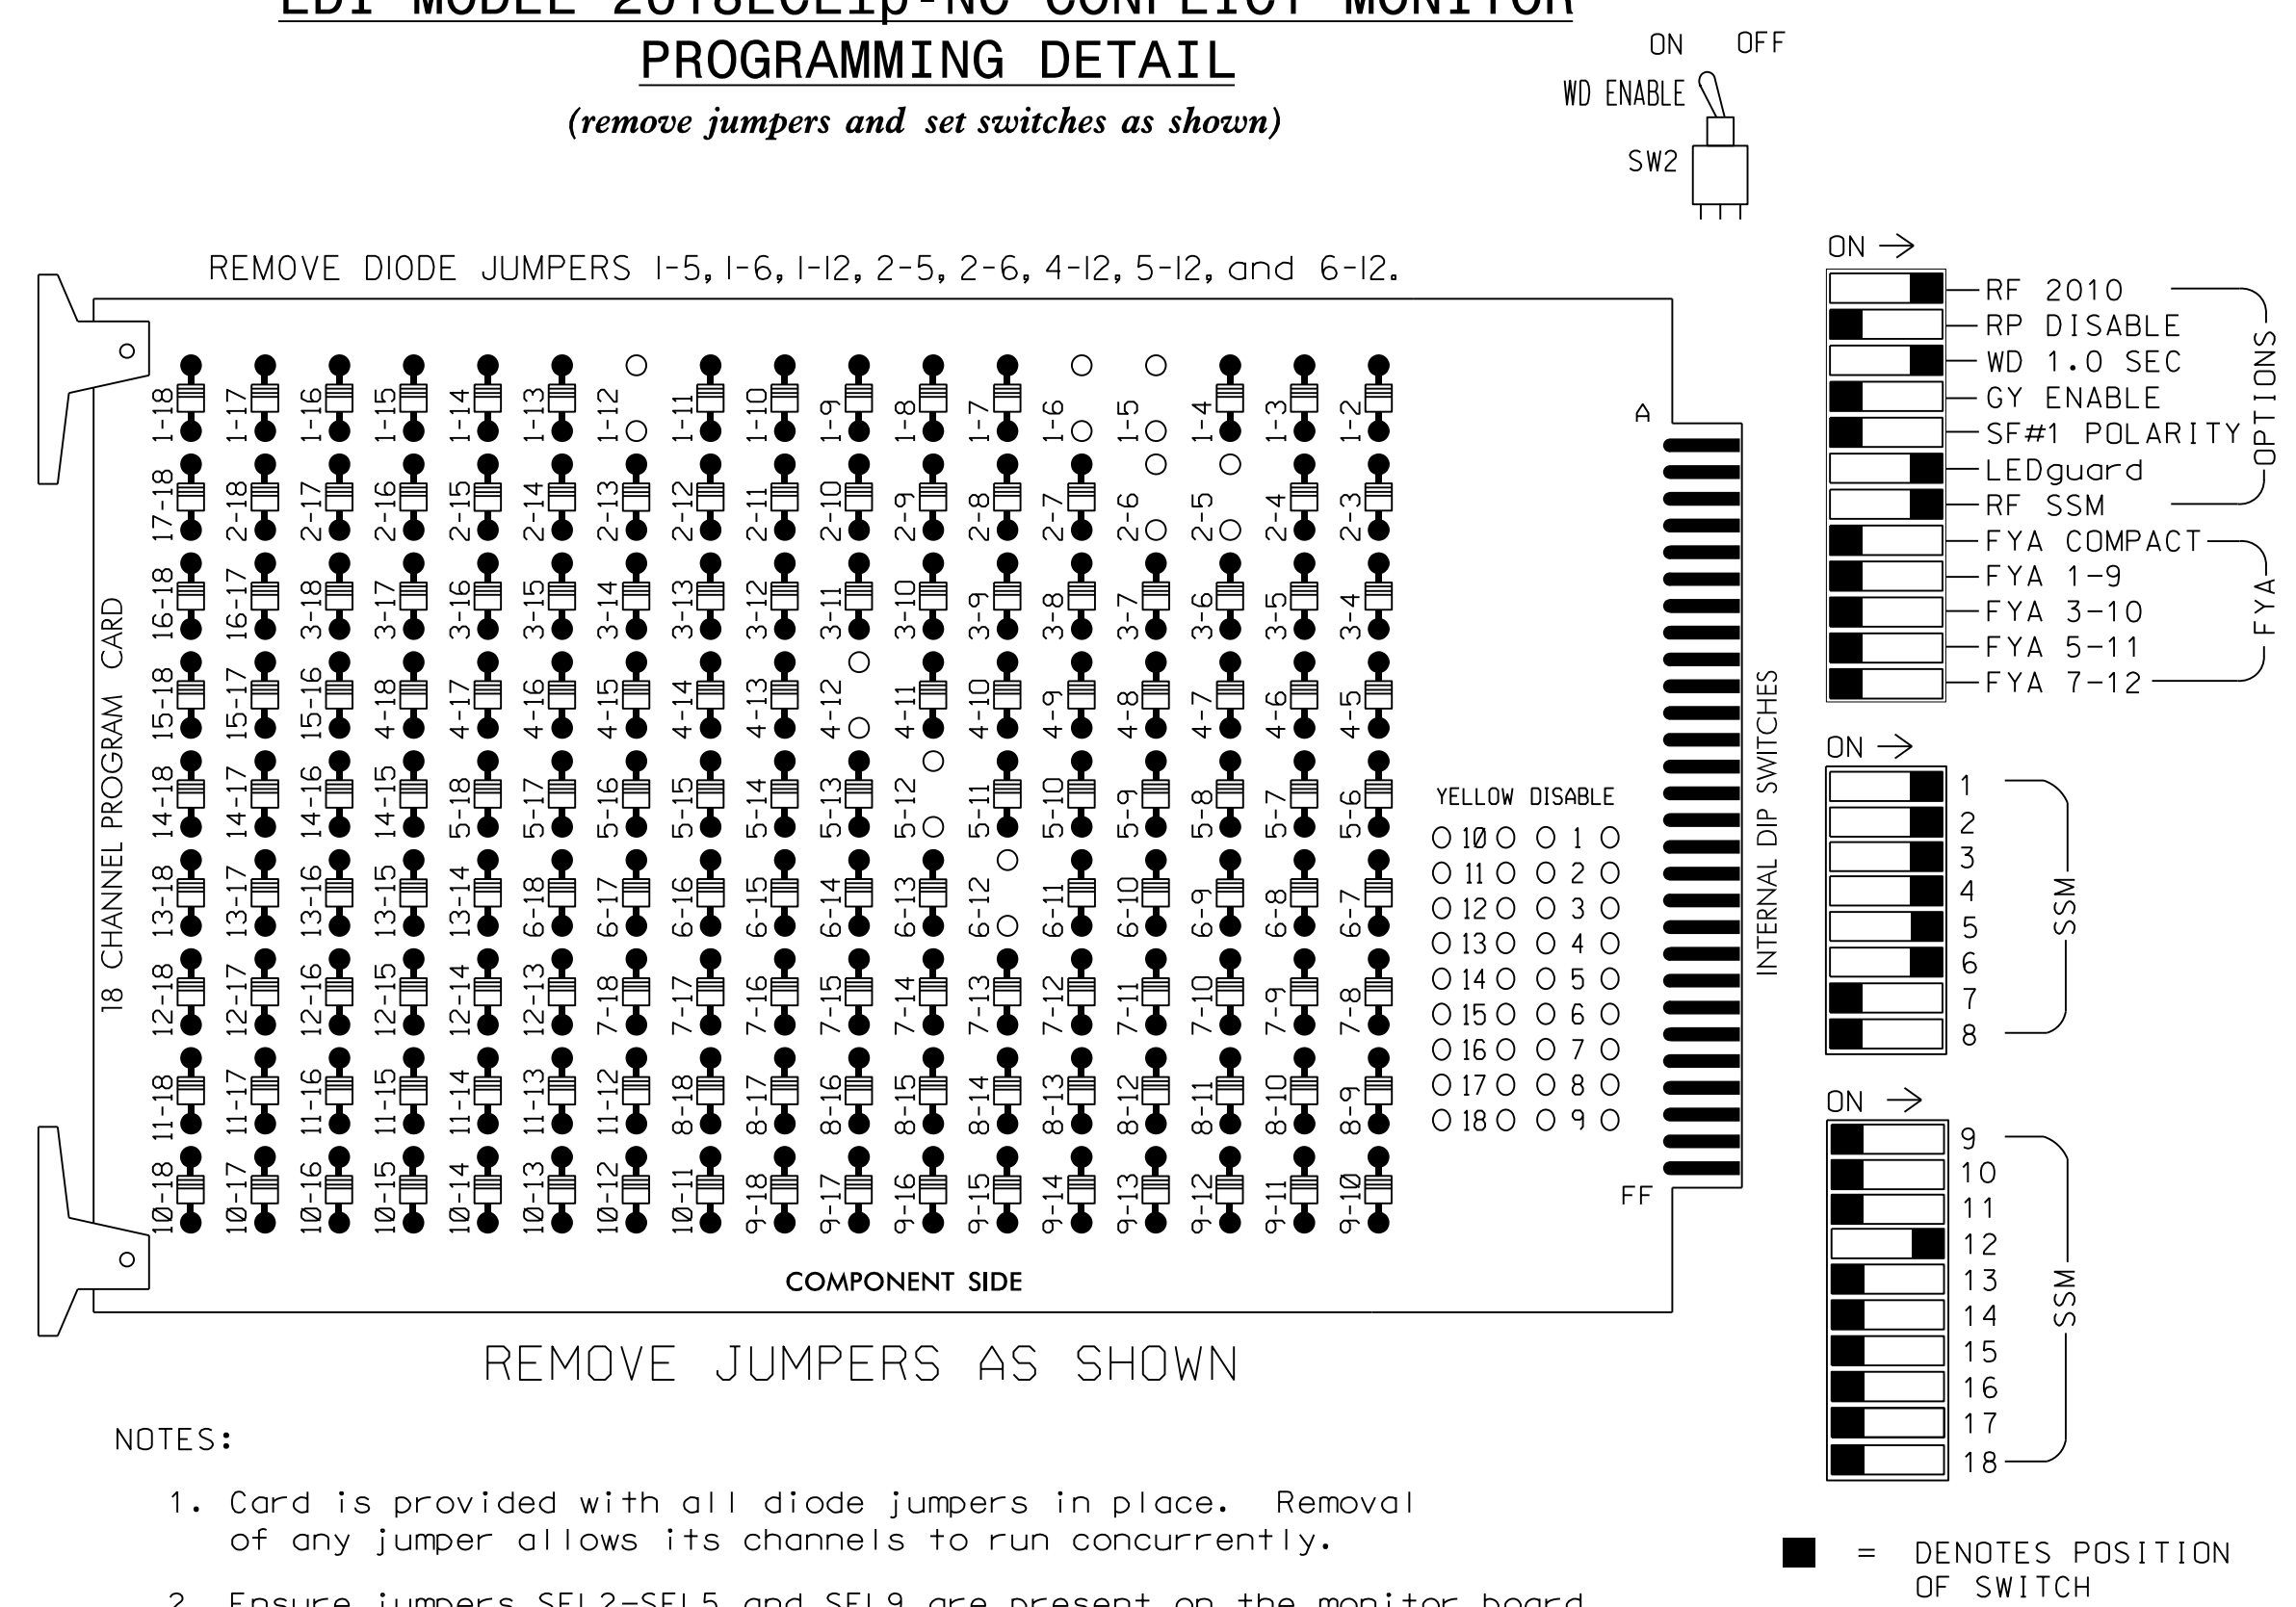 EDI MODEL 2018ECLip-NC CONFLICT MONITOR
PROGRAMMING DETAIL
(remove jumpers and set switches as shown)
ON OFF
WD ENABLE
SW2
REMOVE DIODE JUMPERS 1-5, 1-6, 1-12, 2-5, 2-6, 4-12, 5-12, and 6-12.
1-18 1-17 1-16 1-15 1-14 1-13 1-12 1-11 1-10 1-9 1-8 1-7 1-6 1-5 1-4 1-3 1-2
17-18 2-18 2-17 2-16 2-15 2-14 2-13 2-12 2-11 2-10 2-9 2-8 2-7 2-6 2-5 2-4 2-3
16-18 16-17 3-18 3-17 3-16 3-15 3-14 3-13 3-12 3-11 3-10 3-9 3-8 3-7 3-6 3-5 3-4
15-18 15-17 15-16 4-18 4-17 4-16 4-15 4-14 4-13 4-12 4-11 4-10 4-9 4-8 4-7 4-6 4-5
14-18 14-17 14-16 14-15 5-18 5-17 5-16 5-15 5-14 5-13 5-12 5-11 5-10 5-9 5-8 5-7 5-6
13-18 13-17 13-16 13-15 13-14 6-18 6-17 6-16 6-15 6-14 6-13 6-12 6-11 6-10 6-9 6-8 6-7
12-18 12-17 12-16 12-15 12-14 12-13 7-18 7-17 7-16 7-15 7-14 7-13 7-12 7-11 7-10 7-9 7-8
11-18 11-17 11-16 11-15 11-14 11-13 11-12 8-18 8-17 8-16 8-15 8-14 8-13 8-12 8-11 8-10 8-9
10-18 10-17 10-16 10-15 10-14 10-13 10-12 10-11 9-18 9-17 9-16 9-15 9-14 9-13 9-12 9-11 9-10
18 CHANNEL PROGRAM CARD
A
FF
YELLOW DISABLE
10 1
11 2
12 3
13 4
14 5
15 6
16 7
17 8
18 9
COMPONENT SIDE
INTERNAL DIP SWITCHES
ON
RF 2010
RP DISABLE
WD 1.0 SEC
GY ENABLE
SF#1 POLARITY
LEDguard
RF SSM
OPTIONS
FYA COMPACT
FYA 1-9
FYA 3-10
FYA 5-11
FYA 7-12
FYA
ON
1
2
3
4
5
6
7
8
SSM
ON
9
10
11
12
13
14
15
16
17
18
SSM
REMOVE JUMPERS AS SHOWN
NOTES:
1. Card is provided with all diode jumpers in place. Removal
of any jumper allows its channels to run concurrently.
2. Ensure jumpers SEL2-SEL5 and SEL9 are present on the monitor board.
= DENOTES POSITION
OF SWITCH